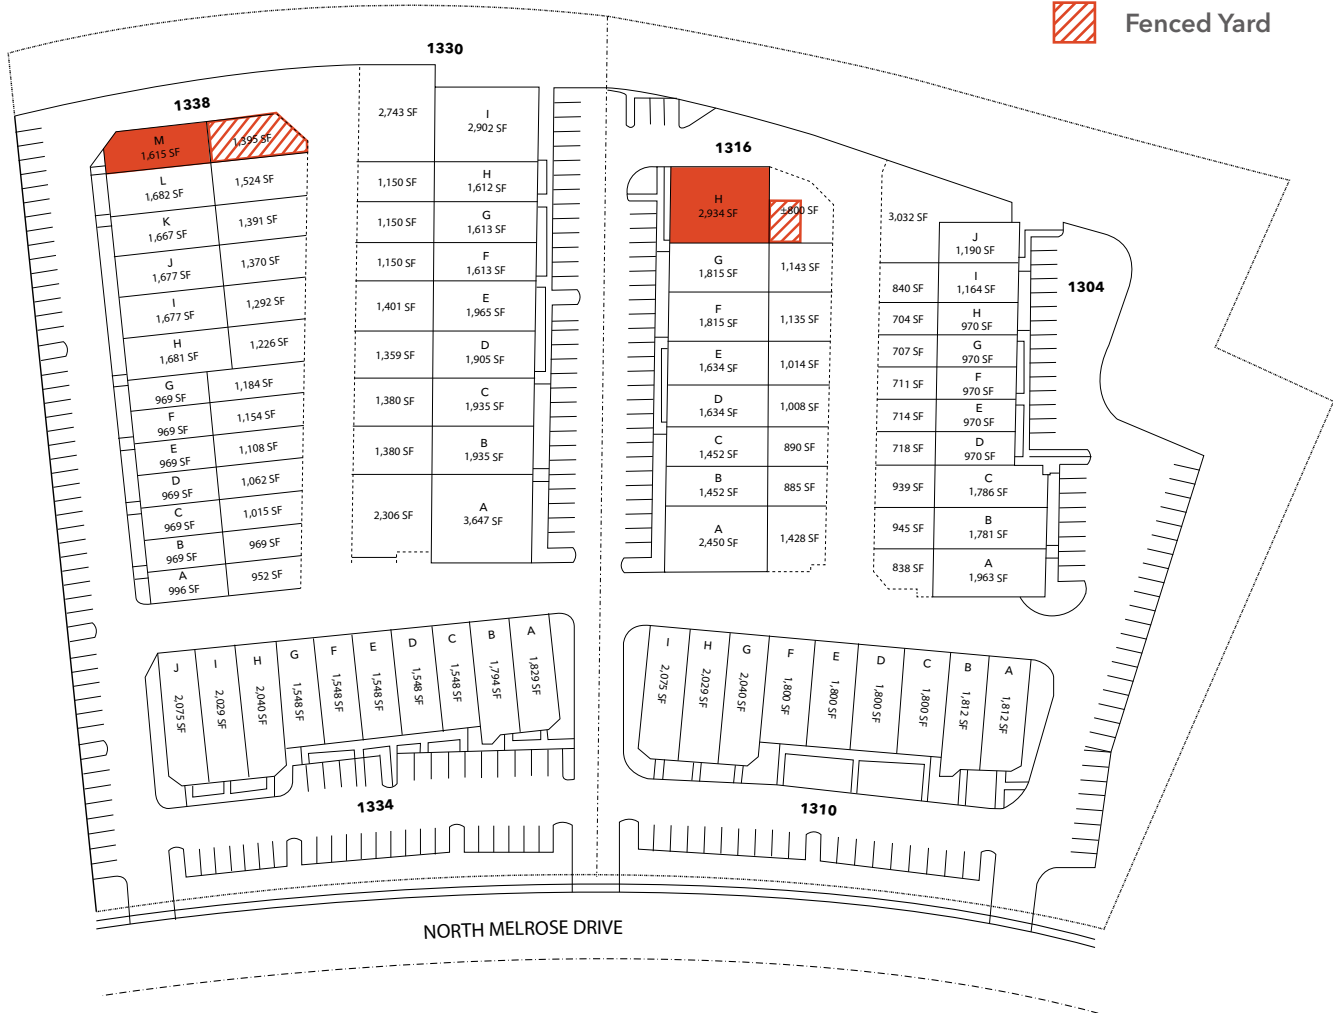 Fenced Yard
1330
1338
M
1,615 SF
1,395 SF
L
1,682 SF
1,524 SF
K
1,667 SF
1,391 SF
J
1,677 SF
1,370 SF
I
1,677 SF
1,292 SF
H
1,681 SF
1,226 SF
G
969 SF
1,184 SF
F
969 SF
1,154 SF
E
969 SF
1,108 SF
D
969 SF
1,062 SF
C
969 SF
1,015 SF
B
969 SF
969 SF
A
996 SF
952 SF
2,743 SF
I
2,902 SF
1,150 SF
H
1,612 SF
1,150 SF
G
1,613 SF
1,150 SF
F
1,613 SF
1,401 SF
E
1,965 SF
1,359 SF
D
1,905 SF
1,380 SF
C
1,935 SF
1,380 SF
B
1,935 SF
2,306 SF
A
3,647 SF
1316
H
2,934 SF
±800 SF
G
1,815 SF
1,143 SF
F
1,815 SF
1,135 SF
E
1,634 SF
1,014 SF
D
1,634 SF
1,008 SF
C
1,452 SF
890 SF
B
1,452 SF
885 SF
A
2,450 SF
1,428 SF
1304
3,032 SF
J
1,190 SF
840 SF
I
1,164 SF
704 SF
H
970 SF
707 SF
G
970 SF
711 SF
F
970 SF
714 SF
E
970 SF
718 SF
D
970 SF
939 SF
C
1,786 SF
945 SF
B
1,781 SF
838 SF
A
1,963 SF
J
2,075 SF
I
2,029 SF
H
2,040 SF
G
1,548 SF
F
1,548 SF
E
1,548 SF
D
1,548 SF
C
1,548 SF
B
1,794 SF
A
1,829 SF
1334
I
2,075 SF
H
2,029 SF
G
2,040 SF
F
1,800 SF
E
1,800 SF
D
1,800 SF
C
1,800 SF
B
1,812 SF
A
1,812 SF
1310
NORTH MELROSE DRIVE